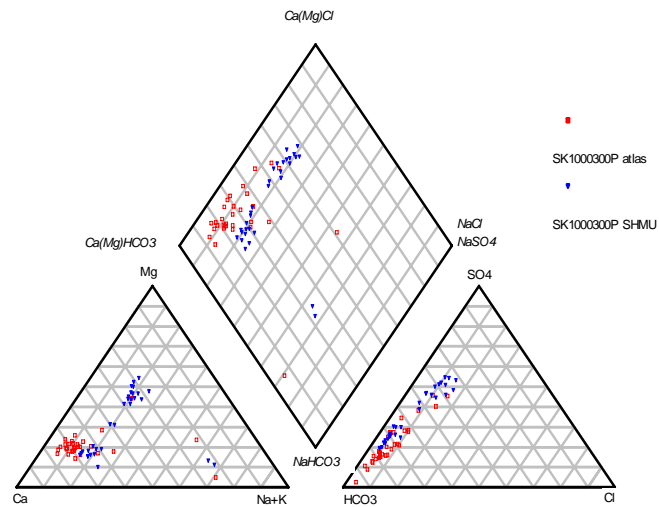 Ca(Mg)Cl
SK1000300P atlas
SK1000300P SHMU
NaCl
NaSO4
Ca(Mg)HCO3
Mg
SO4
NaHCO3
Ca
Na+K
HCO3
Cl